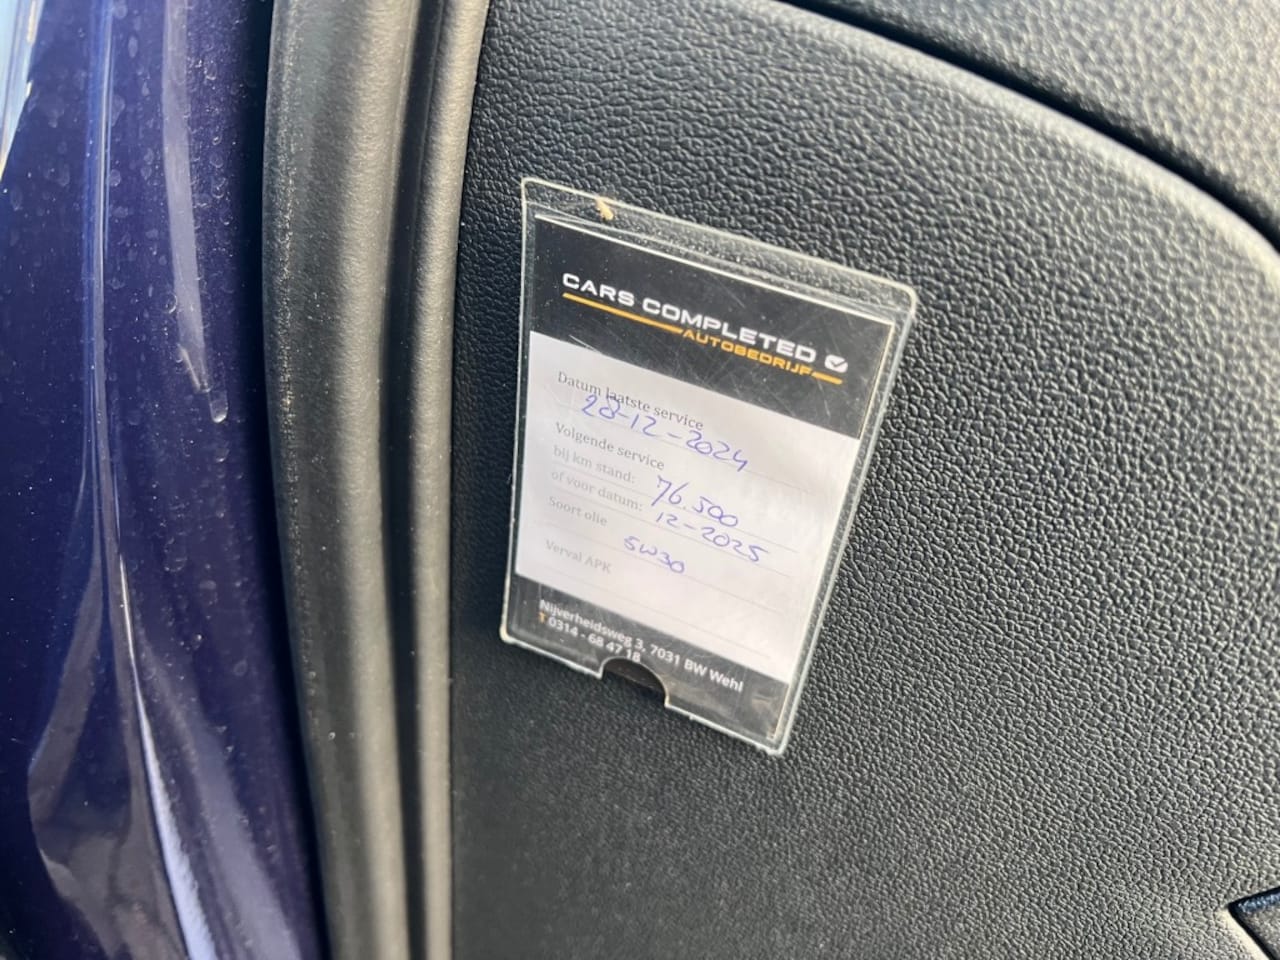 CARS COMPLETED
AUTOBEDRIJF
Datum laatste service
28-12-2024
Volgende service
bij km stand: 76.500
of voor datum: 12-2025
Soort olie
5W30
Verval APK
Nijverheidsweg 3, 7031 BW Wehl
T 0314 - 68 47 18